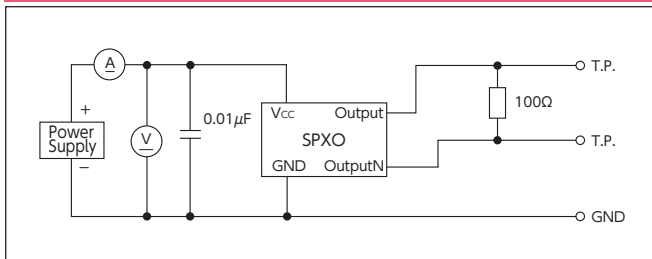 A
T.P.
+
V
0.01μF
Vcc Output
100Ω
Power
Supply
SPXO
T.P.
−
GND OutputN
GND